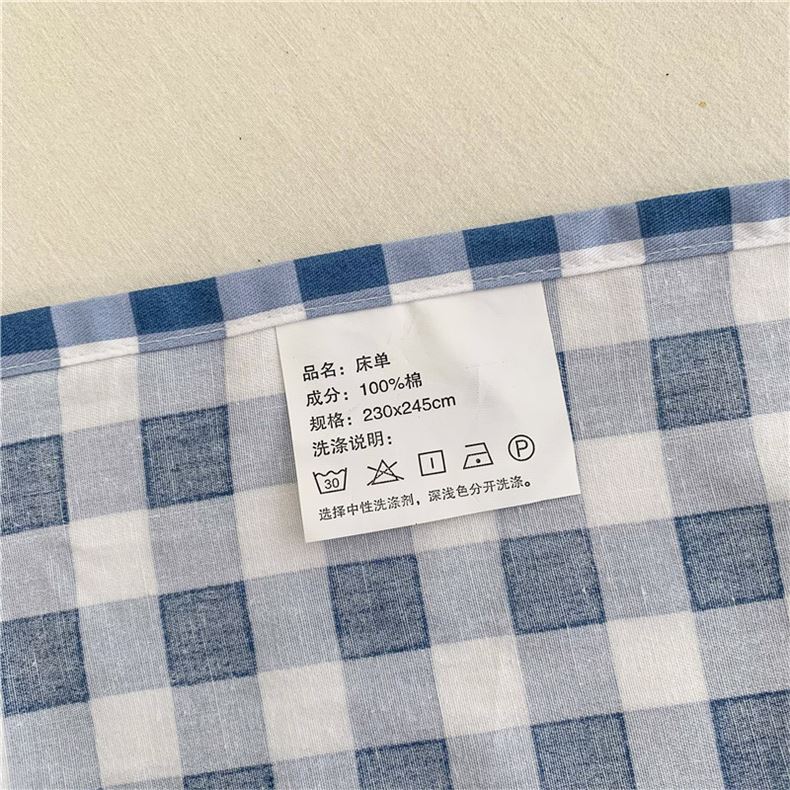 品名：床单
成分：100%棉
规格：230x245cm
洗涤说明：
30 P
选择中性洗涤剂，深浅色分开洗涤。